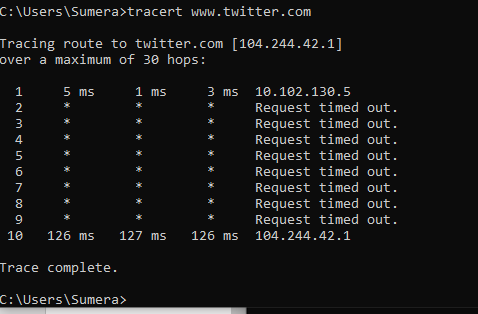 C:\Users\Sumera>tracert www.twitter.com
Tracing route to twitter.com [104.244.42.1]
over a maximum of 30 hops:
1 5 ms 1 ms 3 ms 10.102.130.5
2 * * * Request timed out.
3 * * * Request timed out.
4 * * * Request timed out.
5 * * * Request timed out.
6 * * * Request timed out.
7 * * * Request timed out.
8 * * * Request timed out.
9 * * * Request timed out.
10 126 ms 127 ms 126 ms 104.244.42.1
Trace complete.
C:\Users\Sumera>